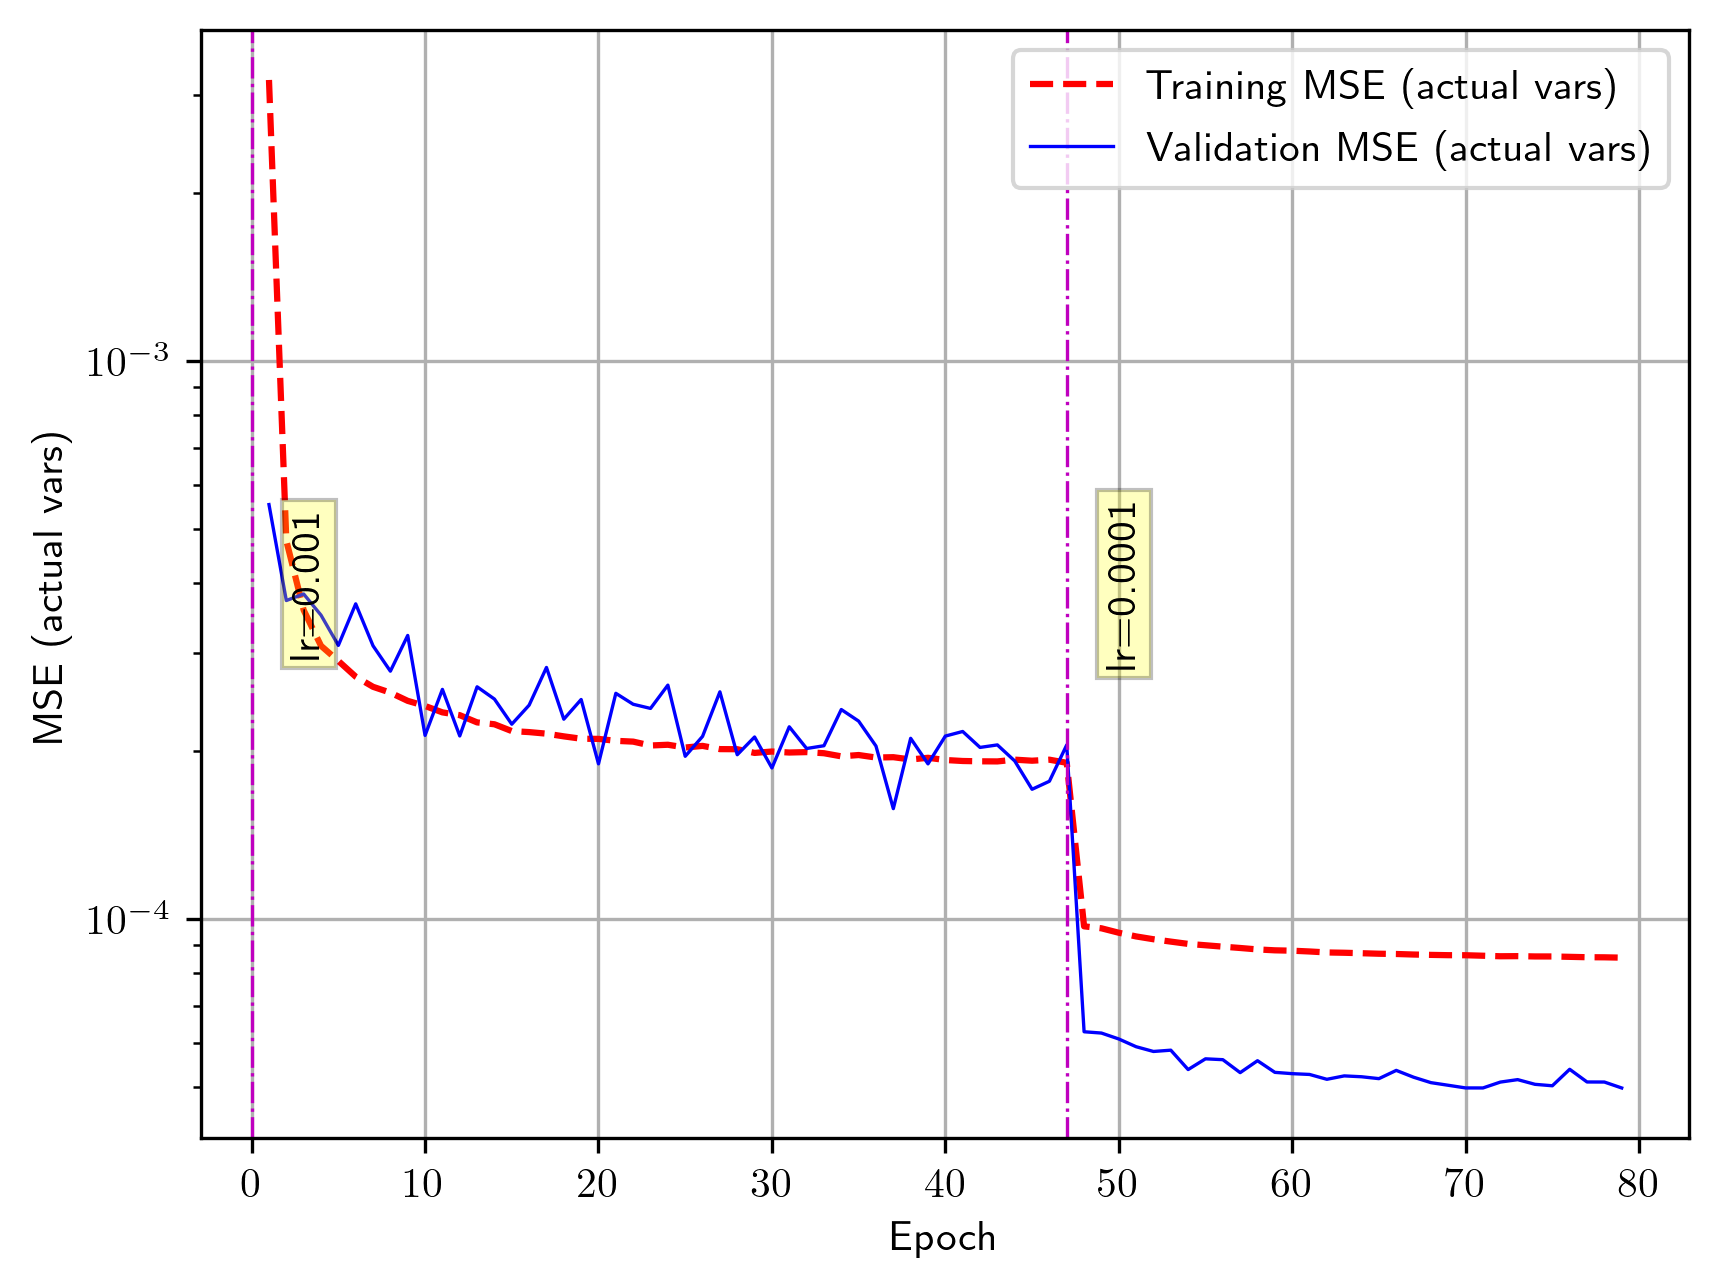 Training MSE (actual vars)
Validation MSE (actual vars)
MSE (actual vars)
10⁻³
10⁻⁴
lr=0.001
lr=0.0001
0 10 20 30 40 50 60 70 80
Epoch